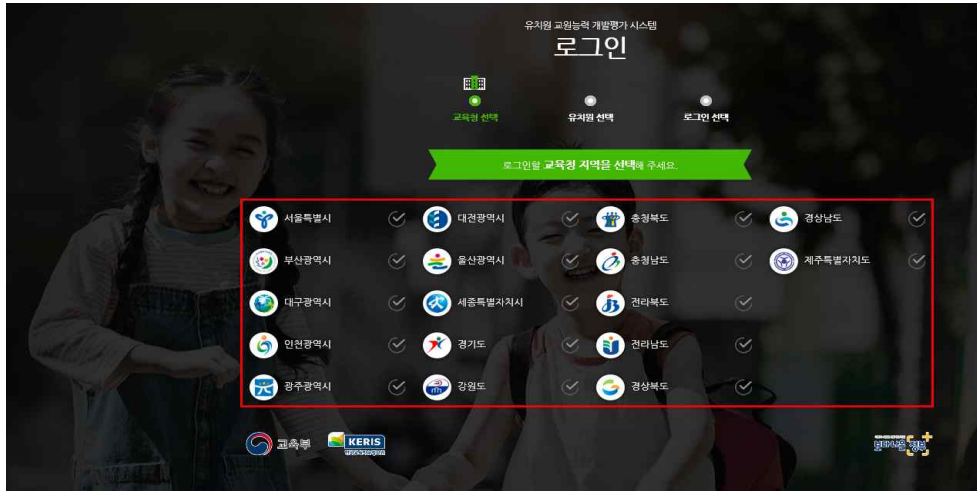 유치원 교원능력 개발평가 시스템
로그인
교육청 선택
유치원 선택
로그인 선택
로그인할 교육청 지역을 선택해 주세요.
서울특별시
대전광역시
충청북도
경상남도
부산광역시
울산광역시
충청남도
제주특별자치도
대구광역시
세종특별자치시
전라북도
인천광역시
경기도
전라남도
광주광역시
강원도
경상북도
교육부
KERIS